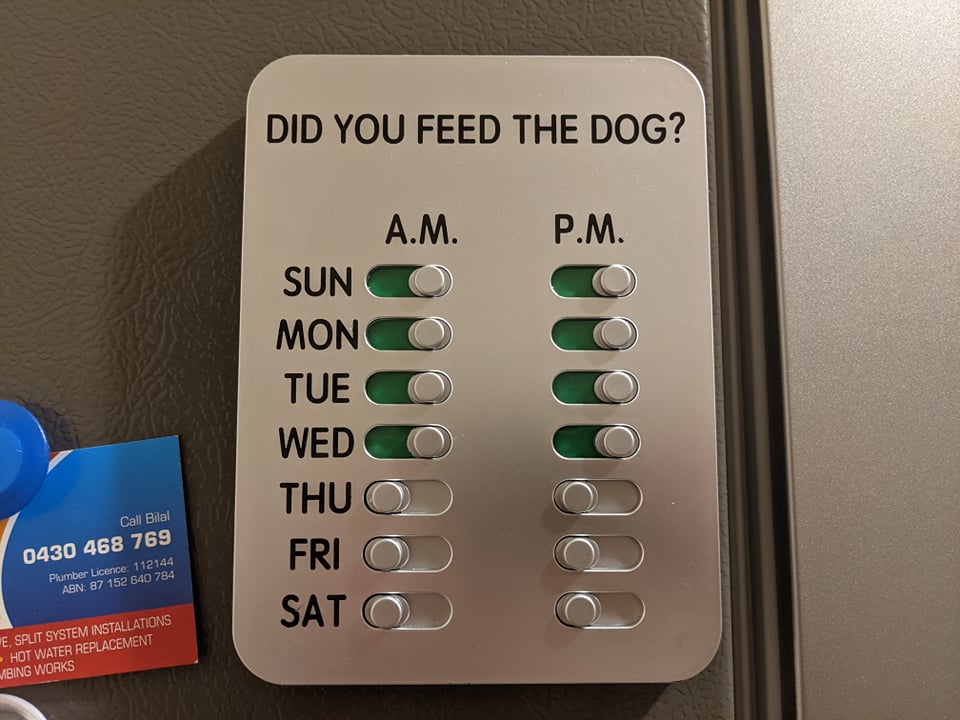 DID YOU FEED THE DOG?
A.M. P.M.
SUN
MON
TUE
WED
THU
FRI
SAT
Call Bilal
0430 468 769
Plumber Licence: 112144
ABN: 87 152 640 784
SPLIT SYSTEM INSTALLATIONS
HOT WATER REPLACEMENT
WORKS